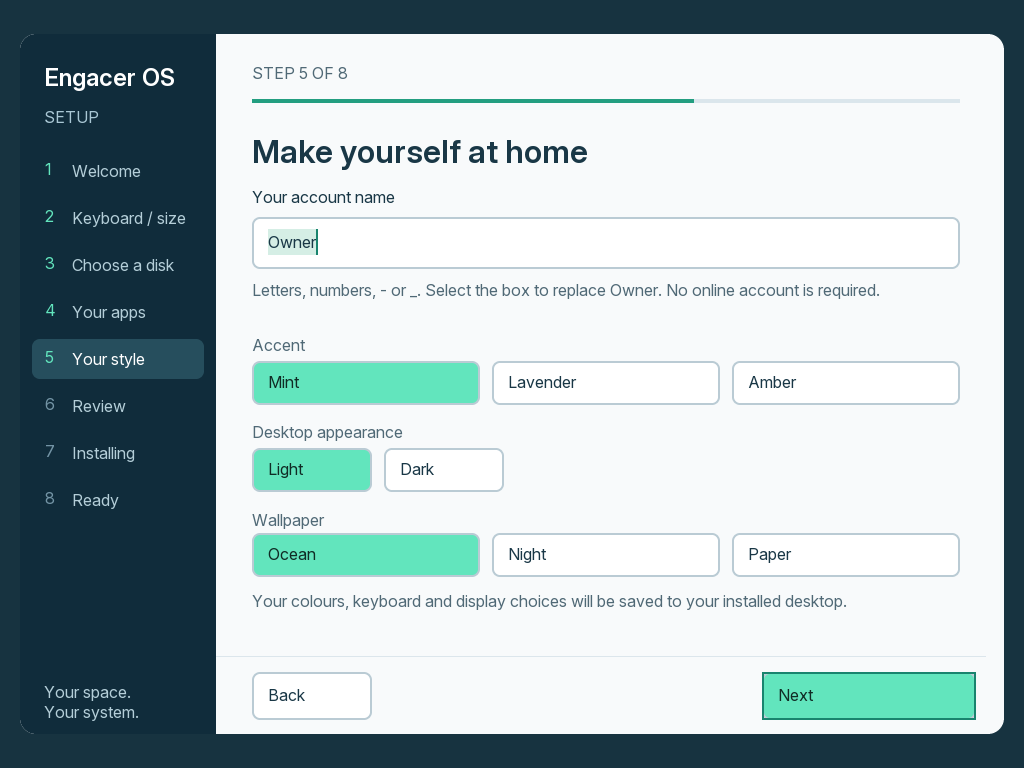 Engacer OS
SETUP
1 Welcome
2 Keyboard / size
3 Choose a disk
4 Your apps
5 Your style
6 Review
7 Installing
8 Ready
Your space.
Your system.
STEP 5 OF 8
Make yourself at home
Your account name
Owner
Letters, numbers, - or _. Select the box to replace Owner. No online account is required.
Accent
Mint Lavender Amber
Desktop appearance
Light Dark
Wallpaper
Ocean Night Paper
Your colours, keyboard and display choices will be saved to your installed desktop.
Back Next